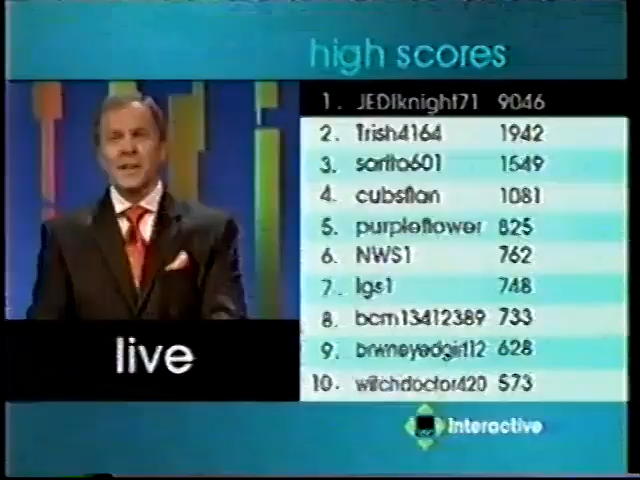 high scores
1. JEDIknight71 9046
2. Trish4164 1942
3. sarita601 1549
4. cubsfan 1081
5. purpleflower 825
6. NWS1 762
7. lgs1 748
8. bcm13412389 733
9. brwneyedgirl12 628
10. witchdoctor420 573
live
Interactive